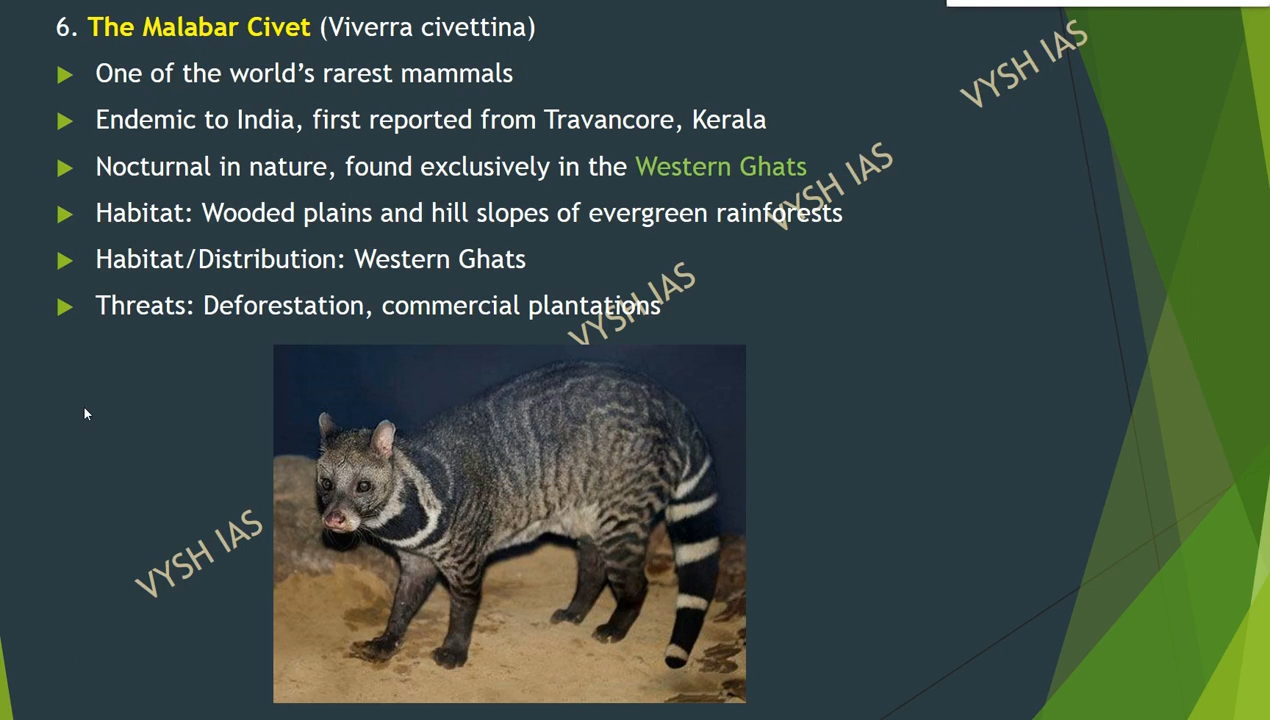 6. The Malabar Civet (Viverra civettina)
One of the world's rarest mammals
Endemic to India, first reported from Travancore, Kerala
Nocturnal in nature, found exclusively in the Western Ghats
Habitat: Wooded plains and hill slopes of evergreen rainforests
Habitat/Distribution: Western Ghats
Threats: Deforestation, commercial plantations
VYSH IAS
VYSH IAS
VYSH IAS
VYSH IAS